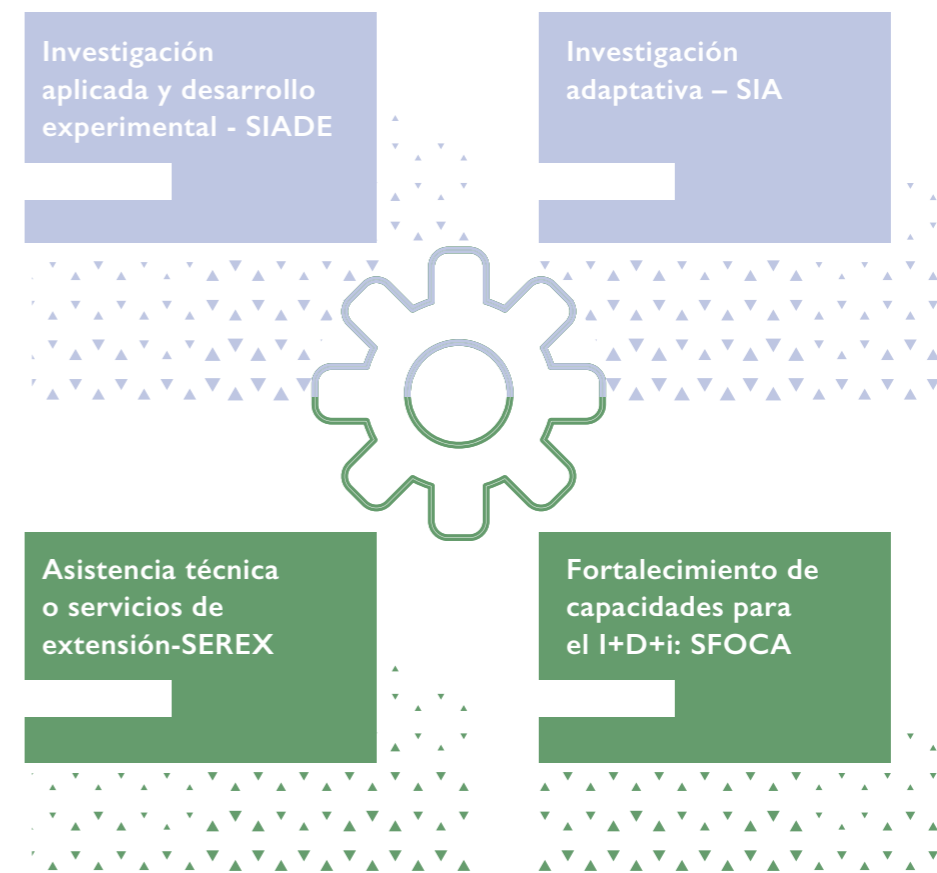 Investigación
aplicada y desarrollo
experimental - SIADE
Investigación
adaptativa – SIA
Asistencia técnica
o servicios de
extensión-SEREX
Fortalecimiento de
capacidades para
el I+D+i: SFOCA